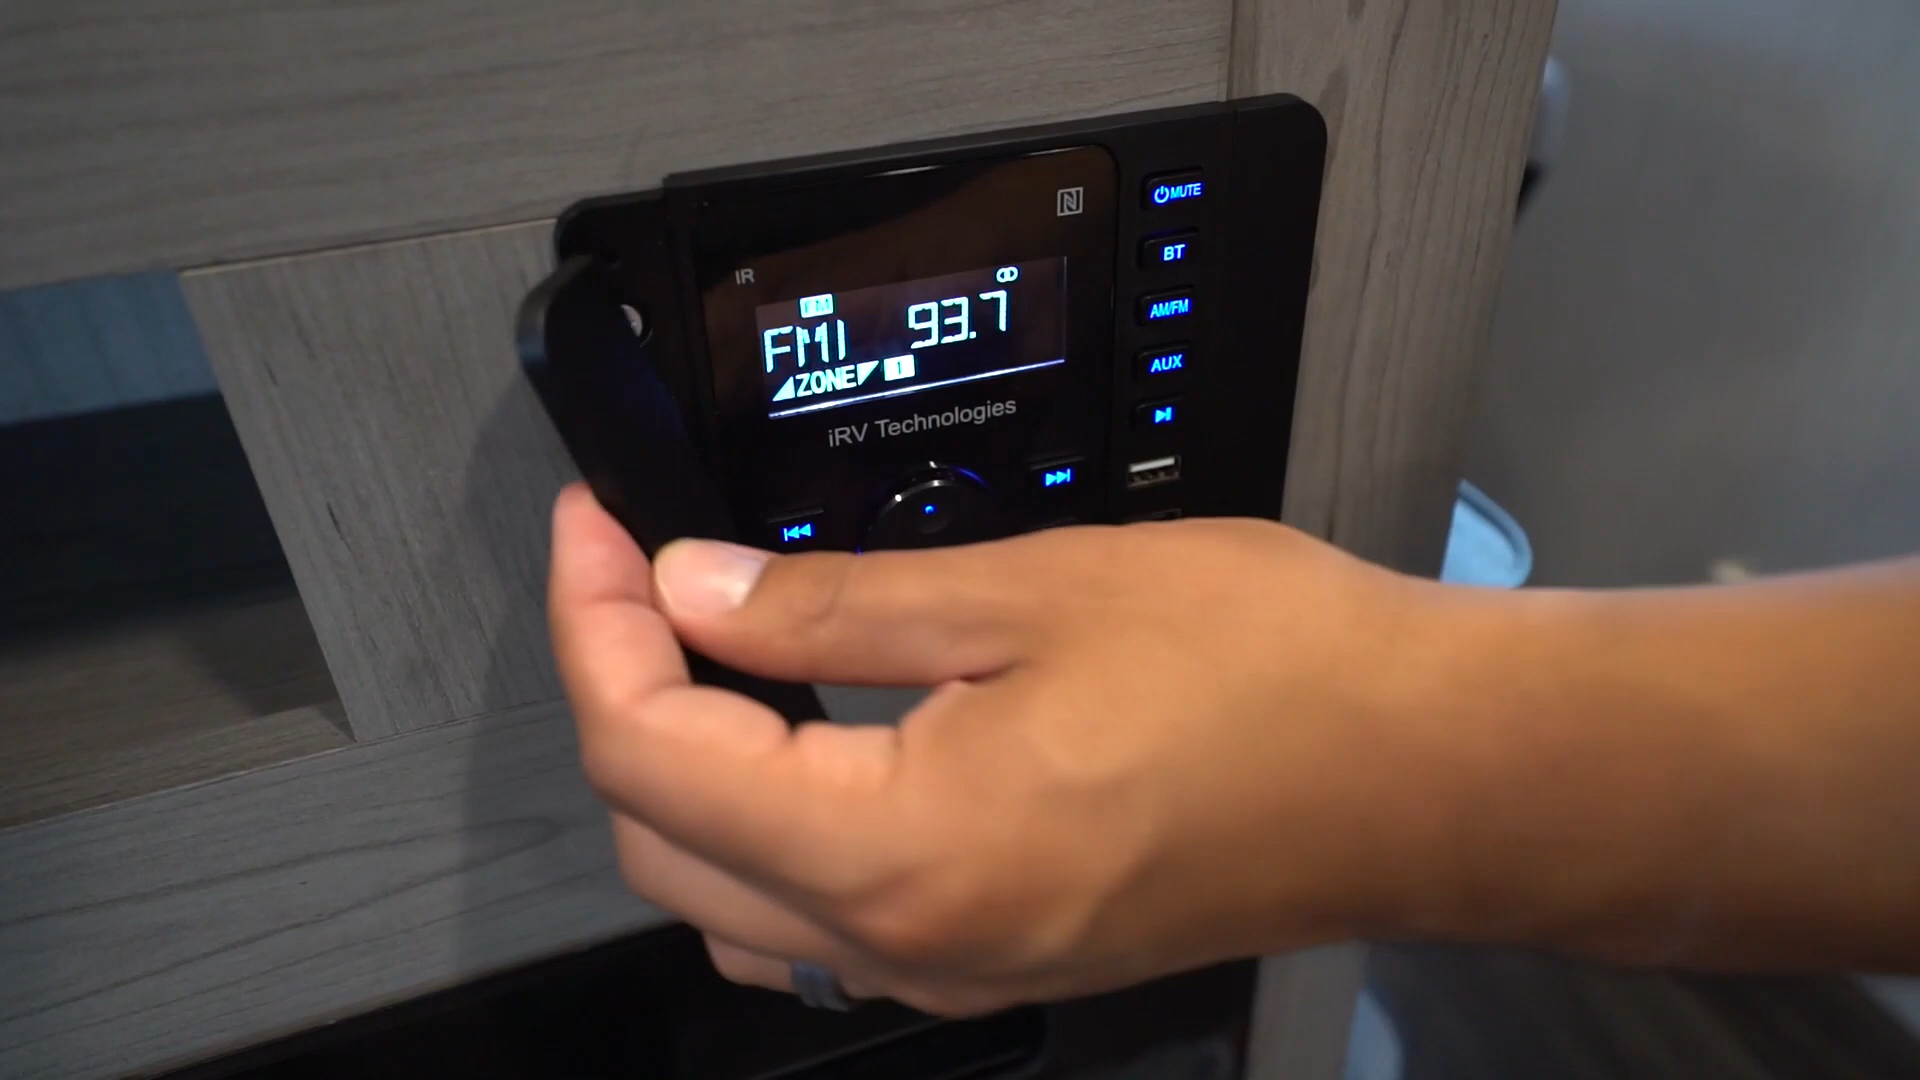 IR
FM
FM1 93.7
ZONE 1
iRV Technologies
MUTE
BT
AM/FM
AUX